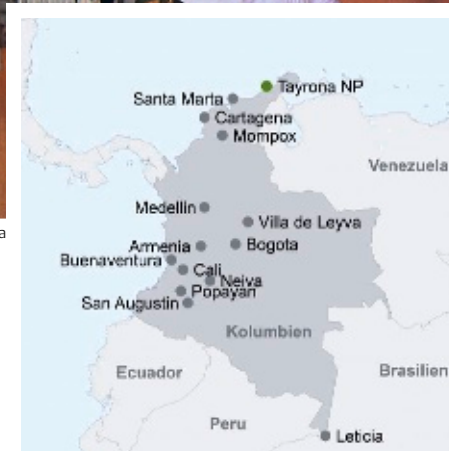 Tayrona NP
Santa Marta
Cartagena
Mompox
Venezuela
Medellin
Villa de Leyva
Armenia
Bogota
Buenaventura
Cali
Neiva
Popayan
San Augustin
Kolumbien
Ecuador
Brasilien
Peru
Leticia
a